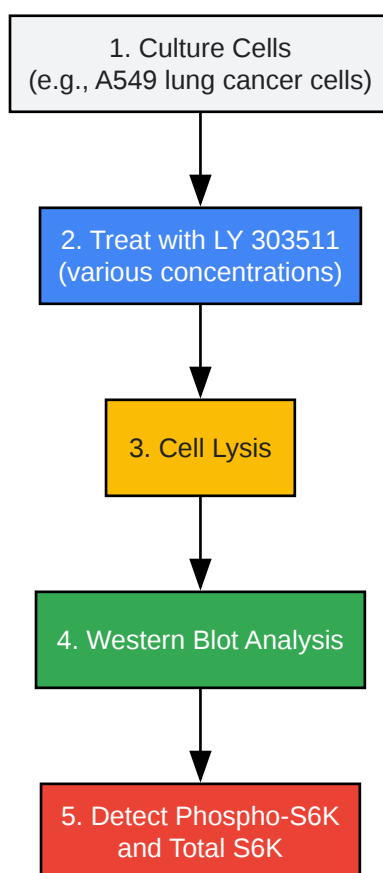 1. Culture Cells
(e.g., A549 lung cancer cells)
2. Treat with LY 303511
(various concentrations)
3. Cell Lysis
4. Western Blot Analysis
5. Detect Phospho-S6K
and Total S6K